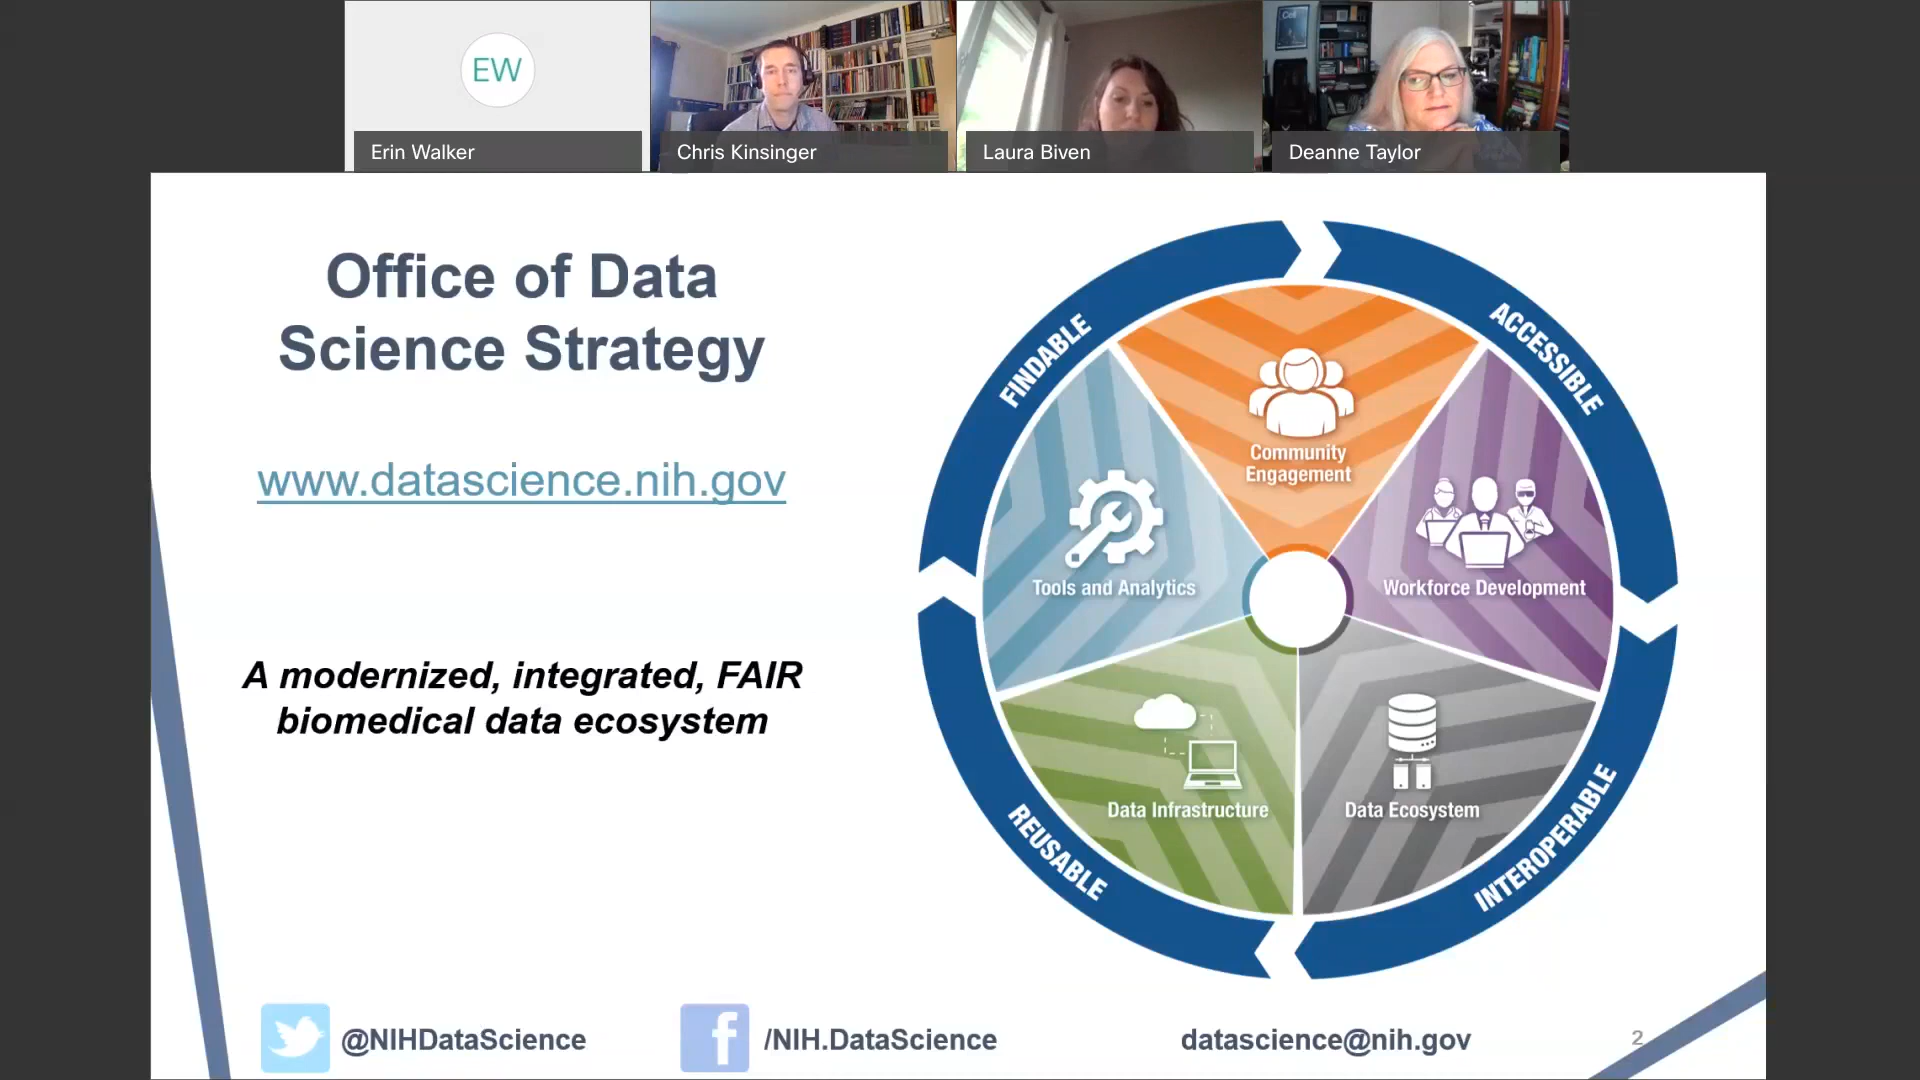 EW
Erin Walker
Chris Kinsinger
Laura Biven
Deanne Taylor
Office of Data
Science Strategy
www.datascience.nih.gov
A modernized, integrated, FAIR
biomedical data ecosystem
FINDABLE
ACCESSIBLE
INTEROPERABLE
REUSABLE
Community
Engagement
Tools and Analytics
Workforce Development
Data Infrastructure
Data Ecosystem
@NIHDataScience
f
/NIH.DataScience
datascience@nih.gov
2
Cell